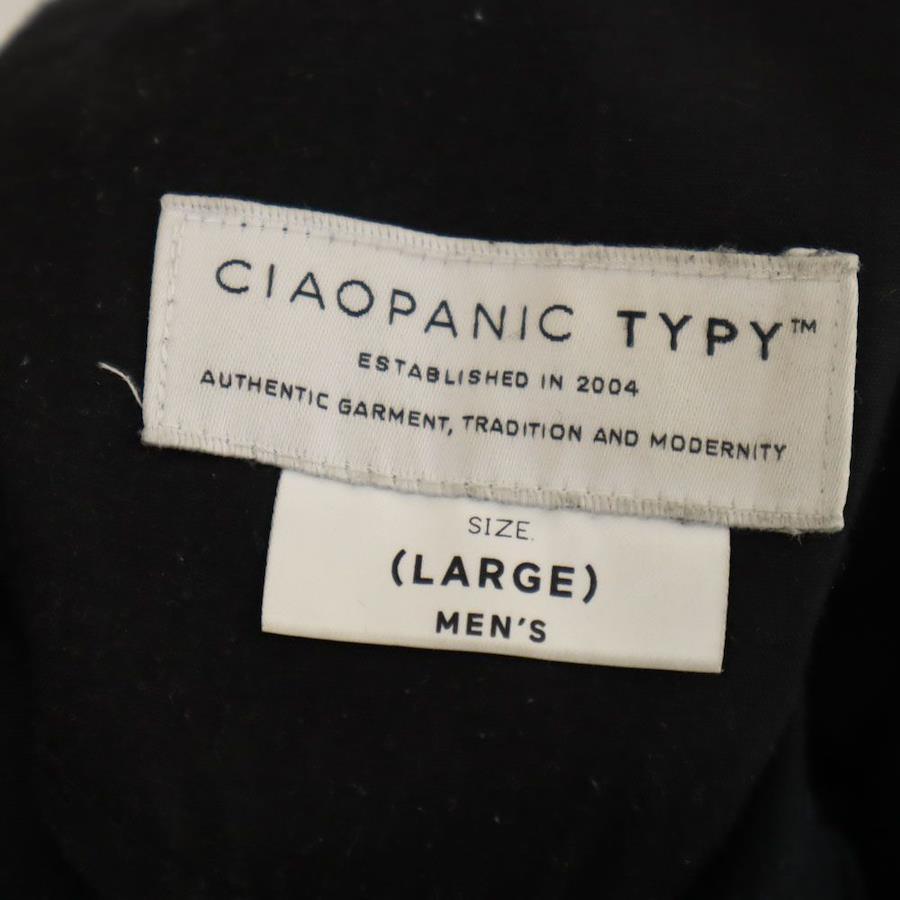 CIAOPANIC TYPY™
ESTABLISHED IN 2004
AUTHENTIC GARMENT, TRADITION AND MODERNITY
SIZE.
(LARGE)
MEN'S